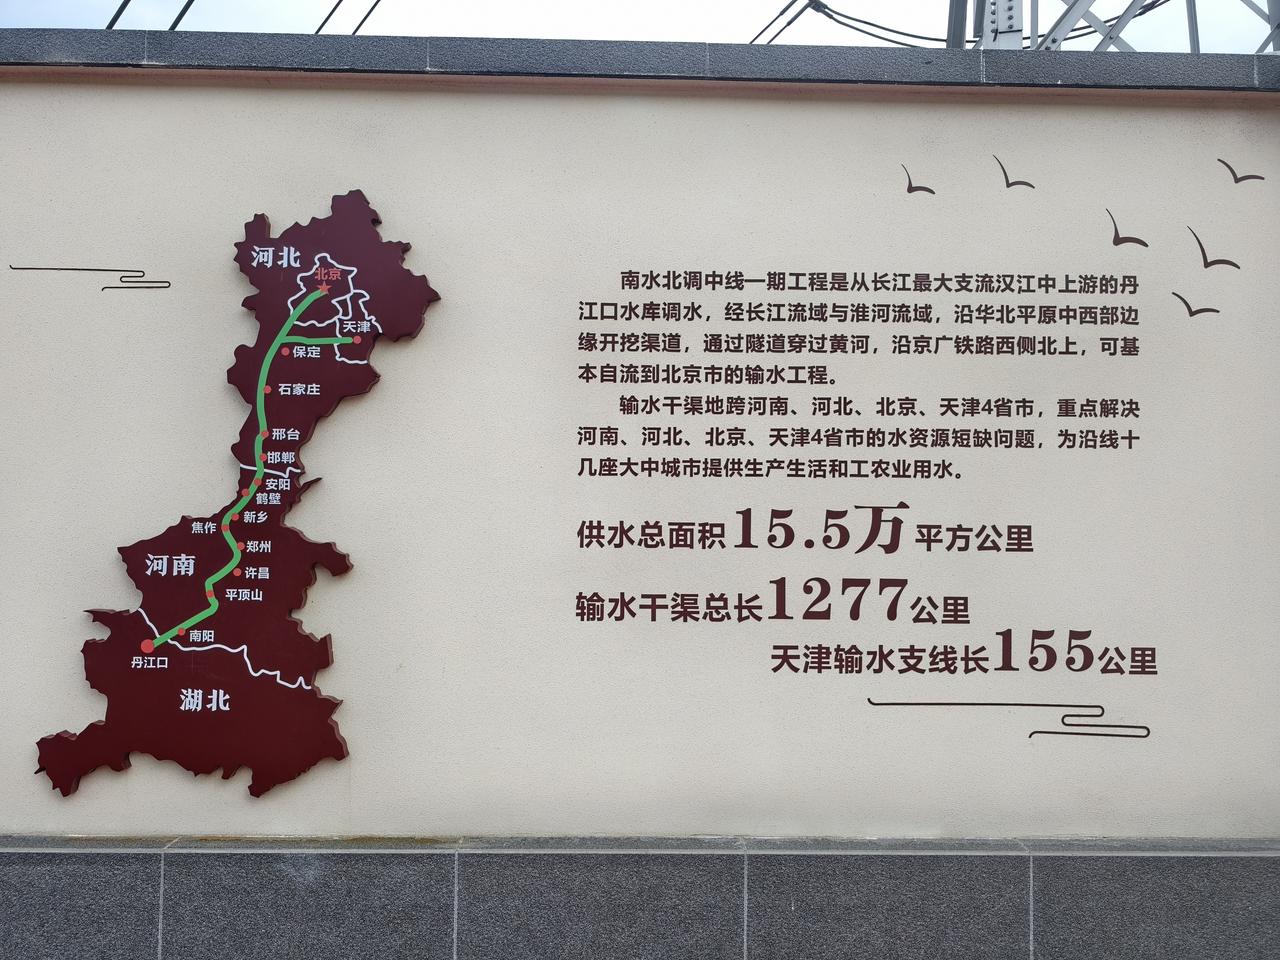 河北
北京
天津
保定
石家庄
邢台
邯郸
安阳
鹤壁
新乡
焦作
郑州
河南
许昌
平顶山
南阳
丹江口
湖北
南水北调中线一期工程是从长江最大支流汉江中上游的丹
江口水库调水，经长江流域与淮河流域，沿华北平原中西部边
缘开挖渠道，通过隧道穿过黄河，沿京广铁路西侧北上，可基
本自流到北京市的输水工程。
输水干渠地跨河南、河北、北京、天津4省市，重点解决
河南、河北、北京、天津4省市的水资源短缺问题，为沿线十
几座大中城市提供生产生活和工农业用水。
供水总面积15.5万平方公里
输水干渠总长1277公里
天津输水支线长155公里